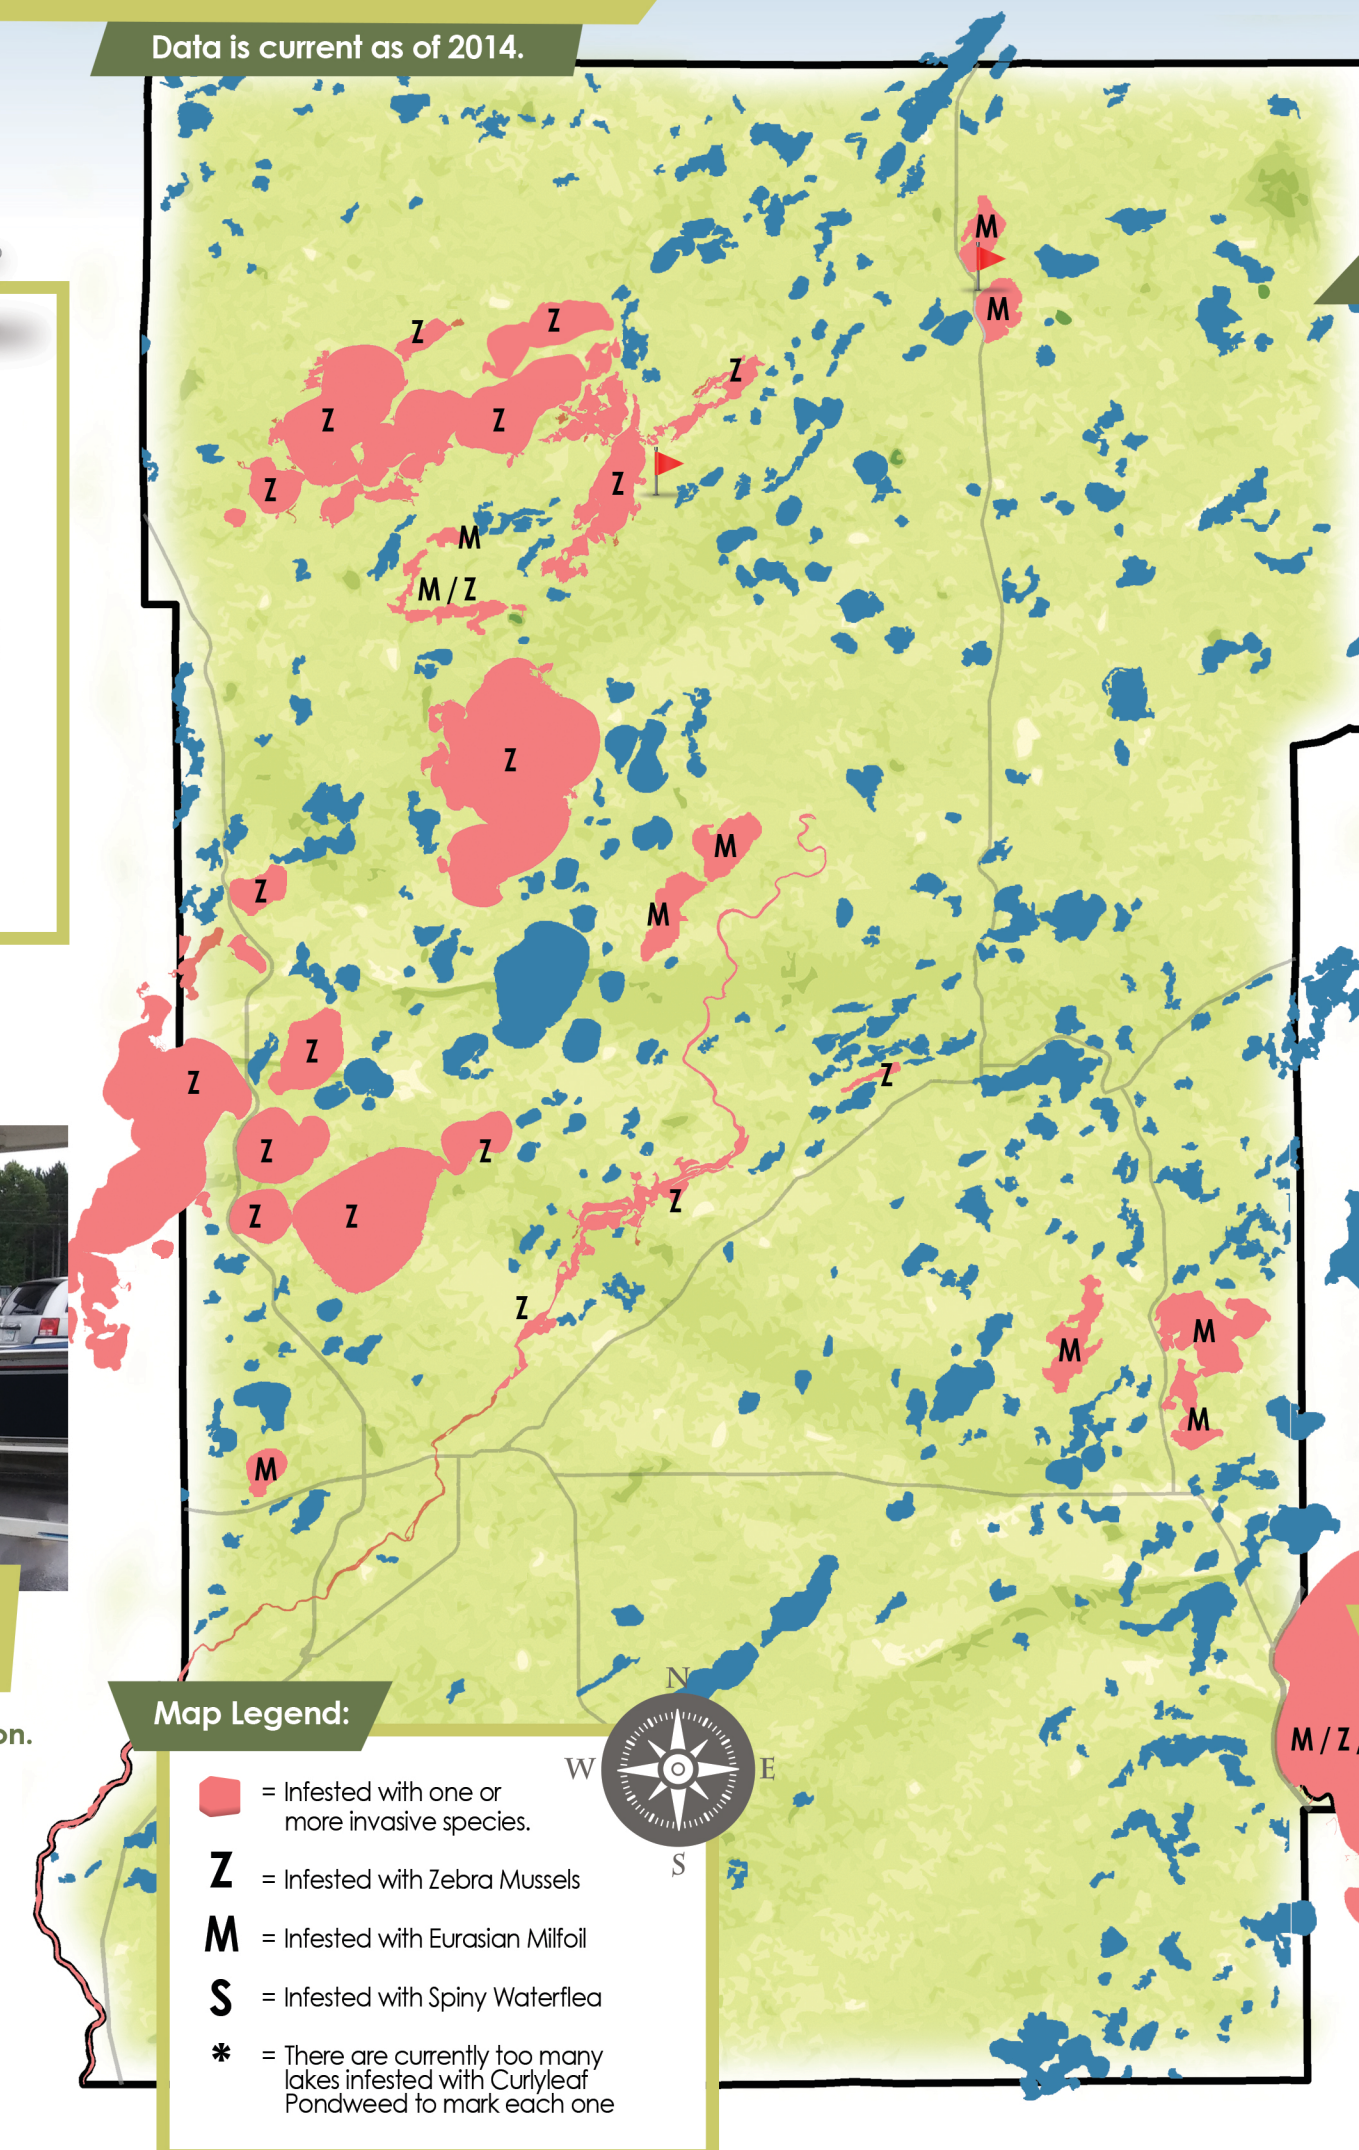 Data is current as of 2014.
M
M
Z
Z
Z
Z
Z
Z
Z
M
M / Z
Z
M
Z
M
Z
Z
Z
Z
Z
Z
Z
Z
Z
M
M
M
M
M / Z
on.
Map Legend:
N
W
E
S
= Infested with one or
more invasive species.
Z = Infested with Zebra Mussels
M = Infested with Eurasian Milfoil
S = Infested with Spiny Waterflea
* = There are currently too many
lakes infested with Curlyleaf
Pondweed to mark each one